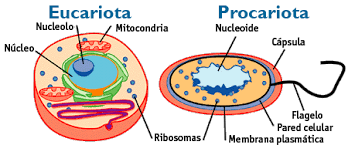 Eucariota
Procariota
Nucleolo
Mitocondria
Núcleo
Nucleoide
Cápsula
Ribosomas
Flagelo
Pared celular
Membrana plasmática